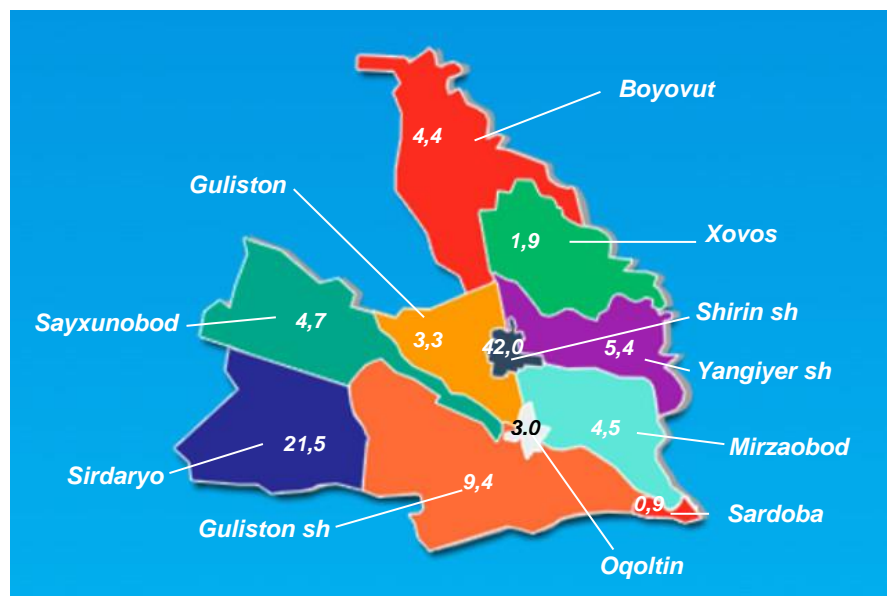 Boyovut
4,4
Guliston
Xovos
1,9
Shirin sh
Sayxunobod
4,7
3,3
42,0
5,4
Yangiyer sh
21,5
3.0
4,5
Mirzaobod
Sirdaryo
9,4
0,9
Sardoba
Guliston sh
Oqoltin